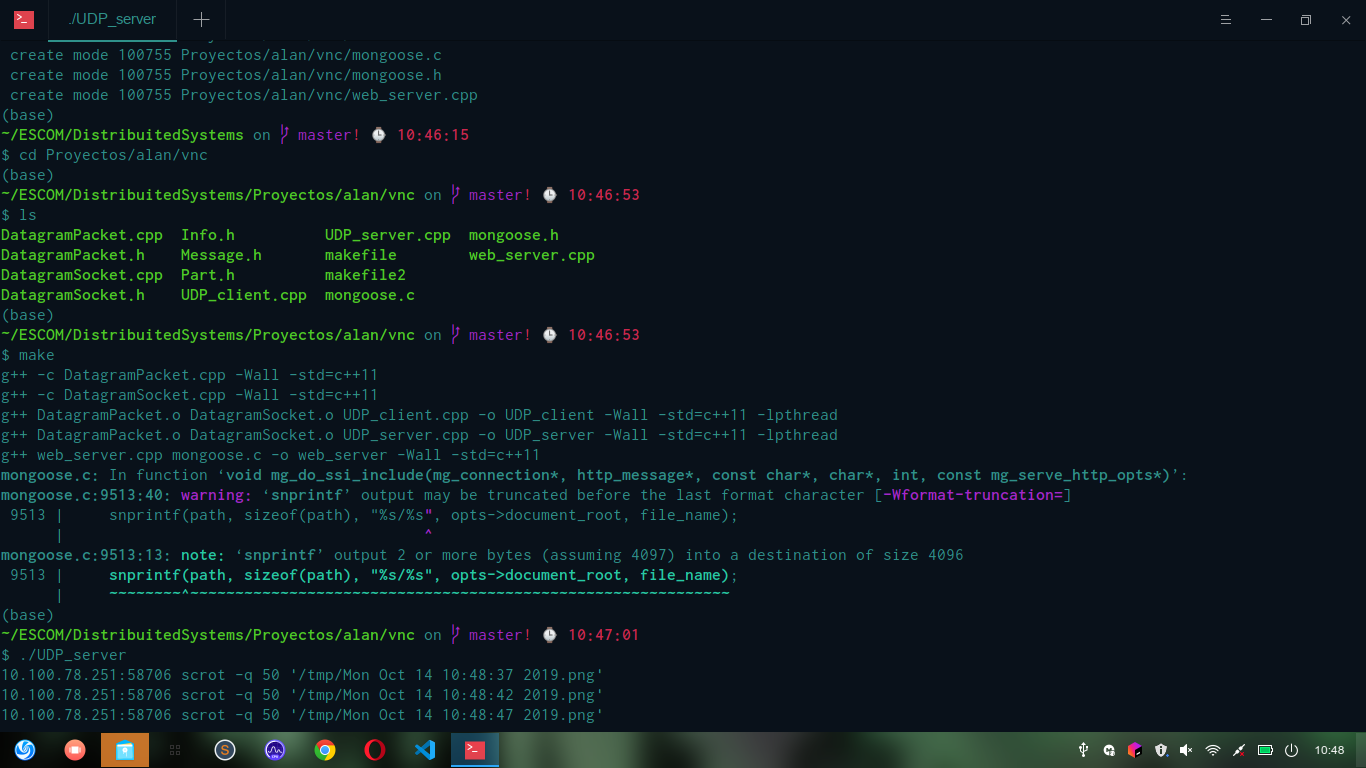 ./UDP_server
create mode 100755 Proyectos/alan/vnc/mongoose.c
create mode 100755 Proyectos/alan/vnc/mongoose.h
create mode 100755 Proyectos/alan/vnc/web_server.cpp
(base)
~/ESCOM/DistribuitedSystems on master! ⌚ 10:46:15
$ cd Proyectos/alan/vnc
(base)
~/ESCOM/DistribuitedSystems/Proyectos/alan/vnc on master! ⌚ 10:46:53
$ ls
DatagramPacket.cpp  Info.h          UDP_server.cpp  mongoose.h
DatagramPacket.h    Message.h       makefile        web_server.cpp
DatagramSocket.cpp  Part.h          makefile2
DatagramSocket.h    UDP_client.cpp  mongoose.c
(base)
~/ESCOM/DistribuitedSystems/Proyectos/alan/vnc on master! ⌚ 10:46:53
$ make
g++ -c DatagramPacket.cpp -Wall -std=c++11
g++ -c DatagramSocket.cpp -Wall -std=c++11
g++ DatagramPacket.o DatagramSocket.o UDP_client.cpp -o UDP_client -Wall -std=c++11 -lpthread
g++ DatagramPacket.o DatagramSocket.o UDP_server.cpp -o UDP_server -Wall -std=c++11 -lpthread
g++ web_server.cpp mongoose.c -o web_server -Wall -std=c++11
mongoose.c: In function ‘void mg_do_ssi_include(mg_connection*, http_message*, const char*, char*, int, const mg_serve_http_opts*)’:
mongoose.c:9513:40: warning: ‘snprintf’ output may be truncated before the last format character [-Wformat-truncation=]
 9513 |     snprintf(path, sizeof(path), "%s/%s", opts->document_root, file_name);
      |                                        ^
mongoose.c:9513:13: note: ‘snprintf’ output 2 or more bytes (assuming 4097) into a destination of size 4096
 9513 |     snprintf(path, sizeof(path), "%s/%s", opts->document_root, file_name);
      |     ~~~~~~~~^~~~~~~~~~~~~~~~~~~~~~~~~~~~~~~~~~~~~~~~~~~~~~~~~~~~~~~~~~~~~
(base)
~/ESCOM/DistribuitedSystems/Proyectos/alan/vnc on master! ⌚ 10:47:01
$ ./UDP_server
10.100.78.251:58706 scrot -q 50 '/tmp/Mon Oct 14 10:48:37 2019.png'
10.100.78.251:58706 scrot -q 50 '/tmp/Mon Oct 14 10:48:42 2019.png'
10.100.78.251:58706 scrot -q 50 '/tmp/Mon Oct 14 10:48:47 2019.png'
10:48